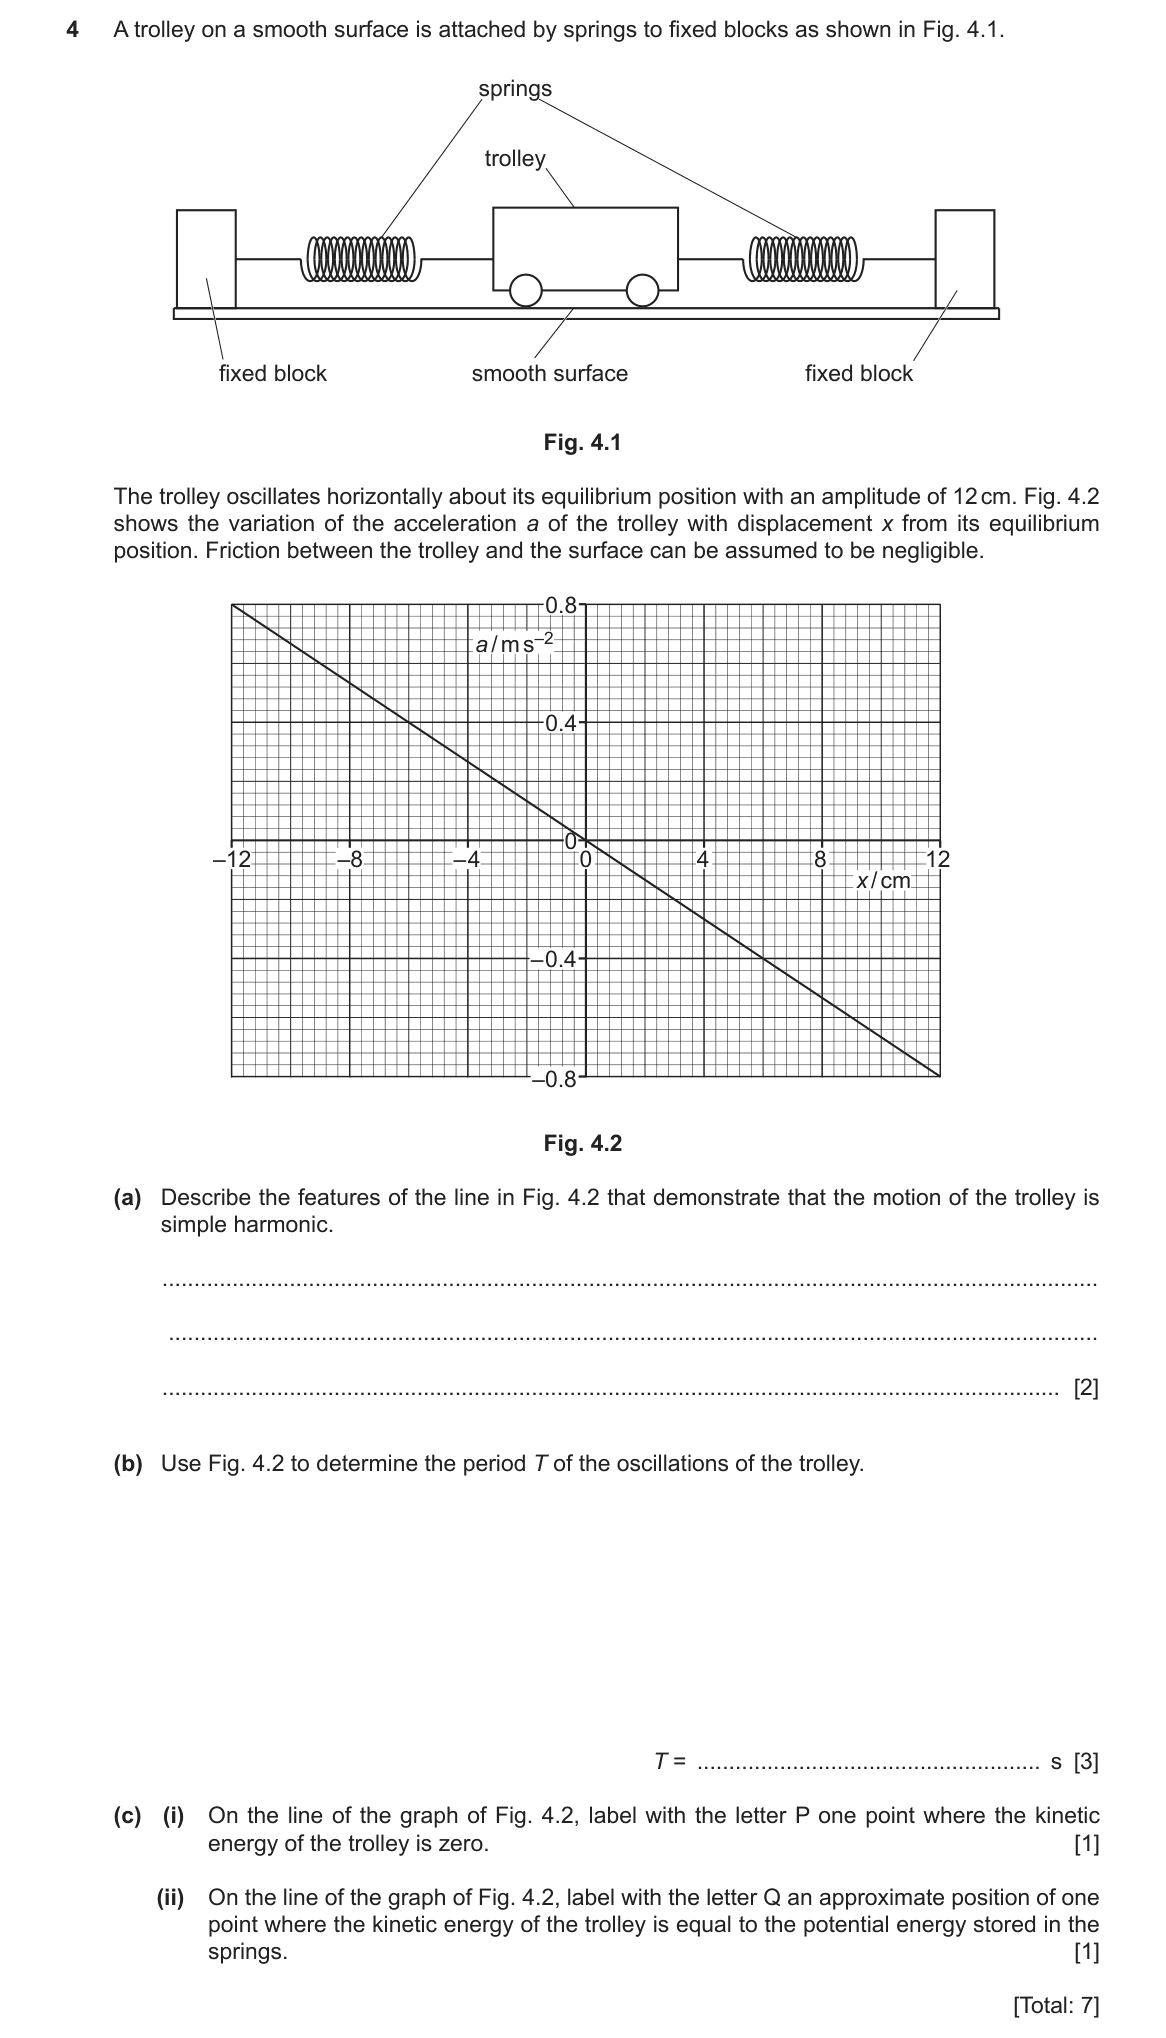 4 A trolley on a smooth surface is attached by springs to fixed blocks as shown in Fig. 4.1.
springs
trolley
fixed block
smooth surface
fixed block
Fig. 4.1
The trolley oscillates horizontally about its equilibrium position with an amplitude of 12 cm. Fig. 4.2
shows the variation of the acceleration a of the trolley with displacement x from its equilibrium
position. Friction between the trolley and the surface can be assumed to be negligible.
0.8
a / m s⁻²
0.4
0
–12 –8 –4 0 4 8 12
x / cm
–0.4
–0.8
Fig. 4.2
(a) Describe the features of the line in Fig. 4.2 that demonstrate that the motion of the trolley is
simple harmonic.
..........................................................................................................................
..........................................................................................................................
.................................................................................................................... [2]
(b) Use Fig. 4.2 to determine the period T of the oscillations of the trolley.
T = ...................................................... s [3]
(c) (i) On the line of the graph of Fig. 4.2, label with the letter P one point where the kinetic
energy of the trolley is zero. [1]
(ii) On the line of the graph of Fig. 4.2, label with the letter Q an approximate position of one
point where the kinetic energy of the trolley is equal to the potential energy stored in the
springs. [1]
[Total: 7]